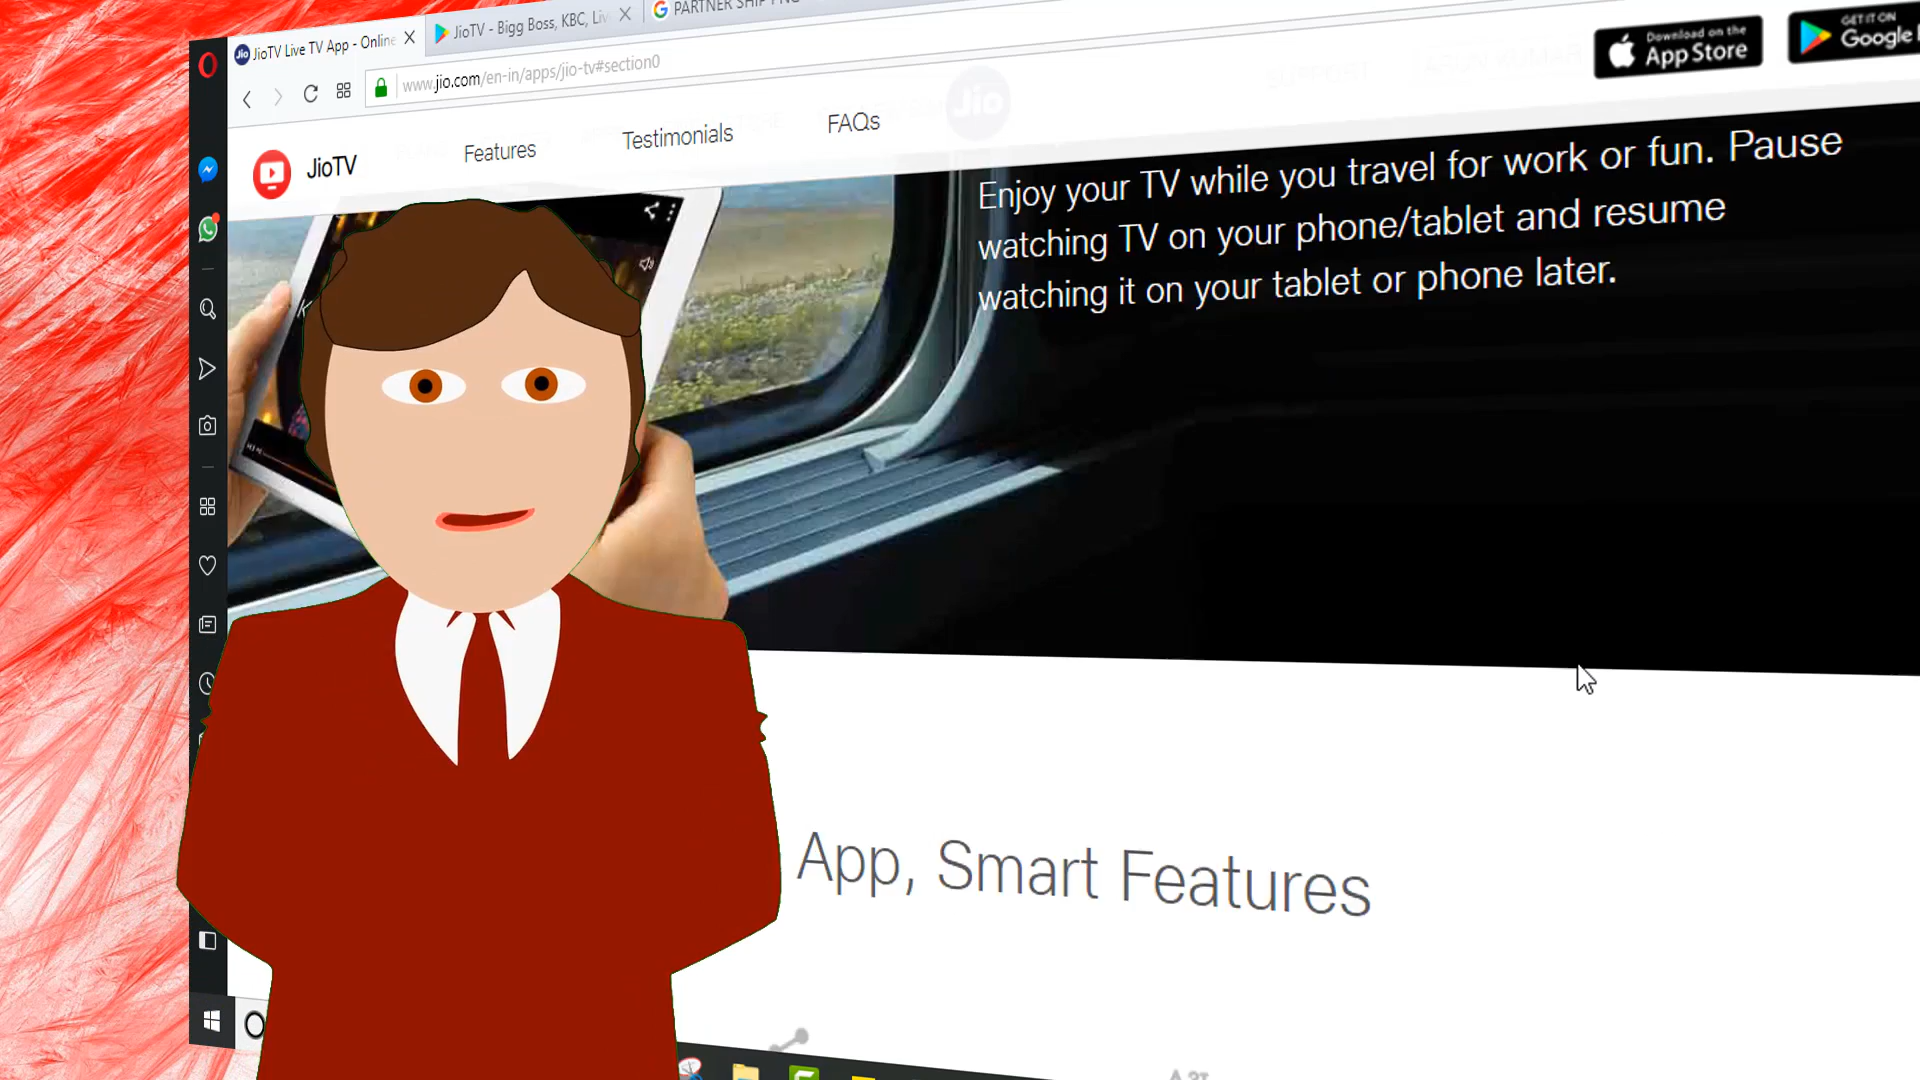 JioTV Live TV App - Online
JioTV - Bigg Boss, KBC, Liv
PARTNER SHIP PNG
www.jio.com/en-in/apps/jio-tv#section0
Download on the
App Store
GET IT ON
Google
JioTV
Features
Testimonials
FAQs
Jio
Enjoy your TV while you travel for work or fun. Pause
watching TV on your phone/tablet and resume
watching it on your tablet or phone later.
App, Smart Features